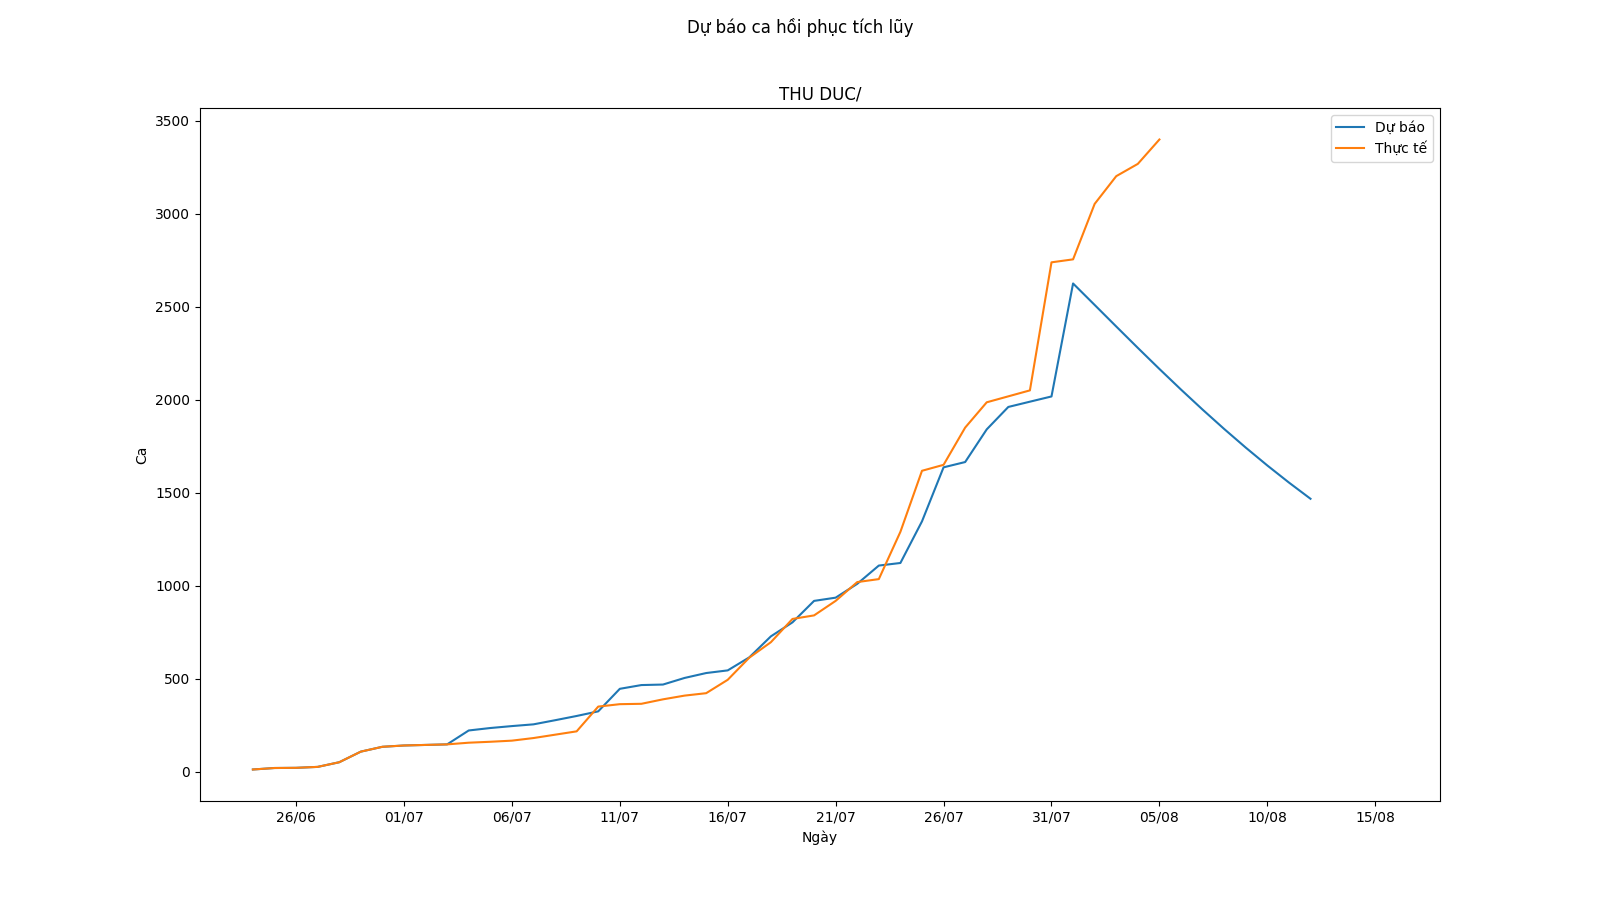 Dự báo ca hồi phục tích lũy
THU DUC/
3500
3000
2500
2000
1500
1000
500
0
Ca
Dự báo
Thực tế
26/06 01/07 06/07 11/07 16/07 21/07 26/07 31/07 05/08 10/08 15/08
Ngày